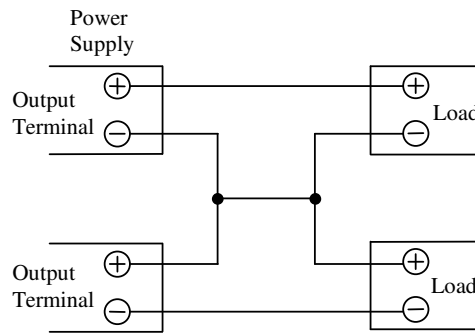 Power
Supply
Output
Terminal
+
−
+
−
Load
Output
Terminal
+
−
+
−
Load